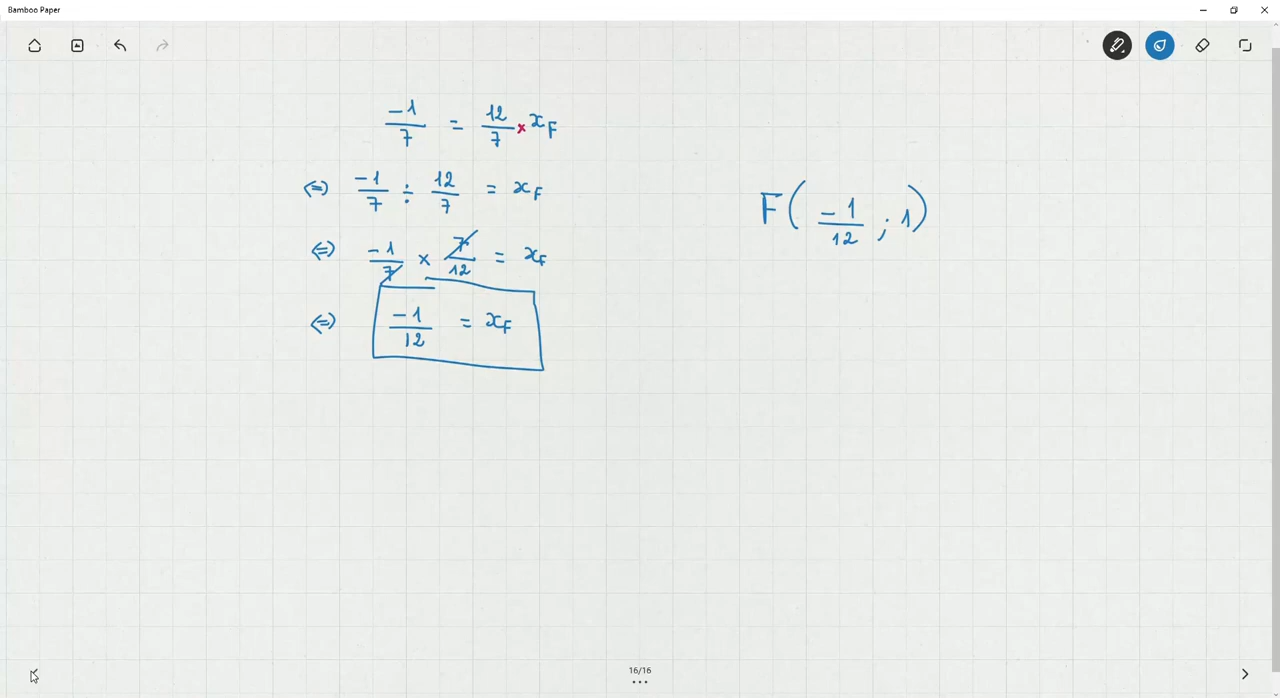 Bamboo Paper
-1/7 = 12/7 × x_F
⇔ -1/7 ÷ 12/7 = x_F
⇔ -1/7 × 7/12 = x_F
⇔ -1/12 = x_F
F(-1/12 ; 1)
16/16